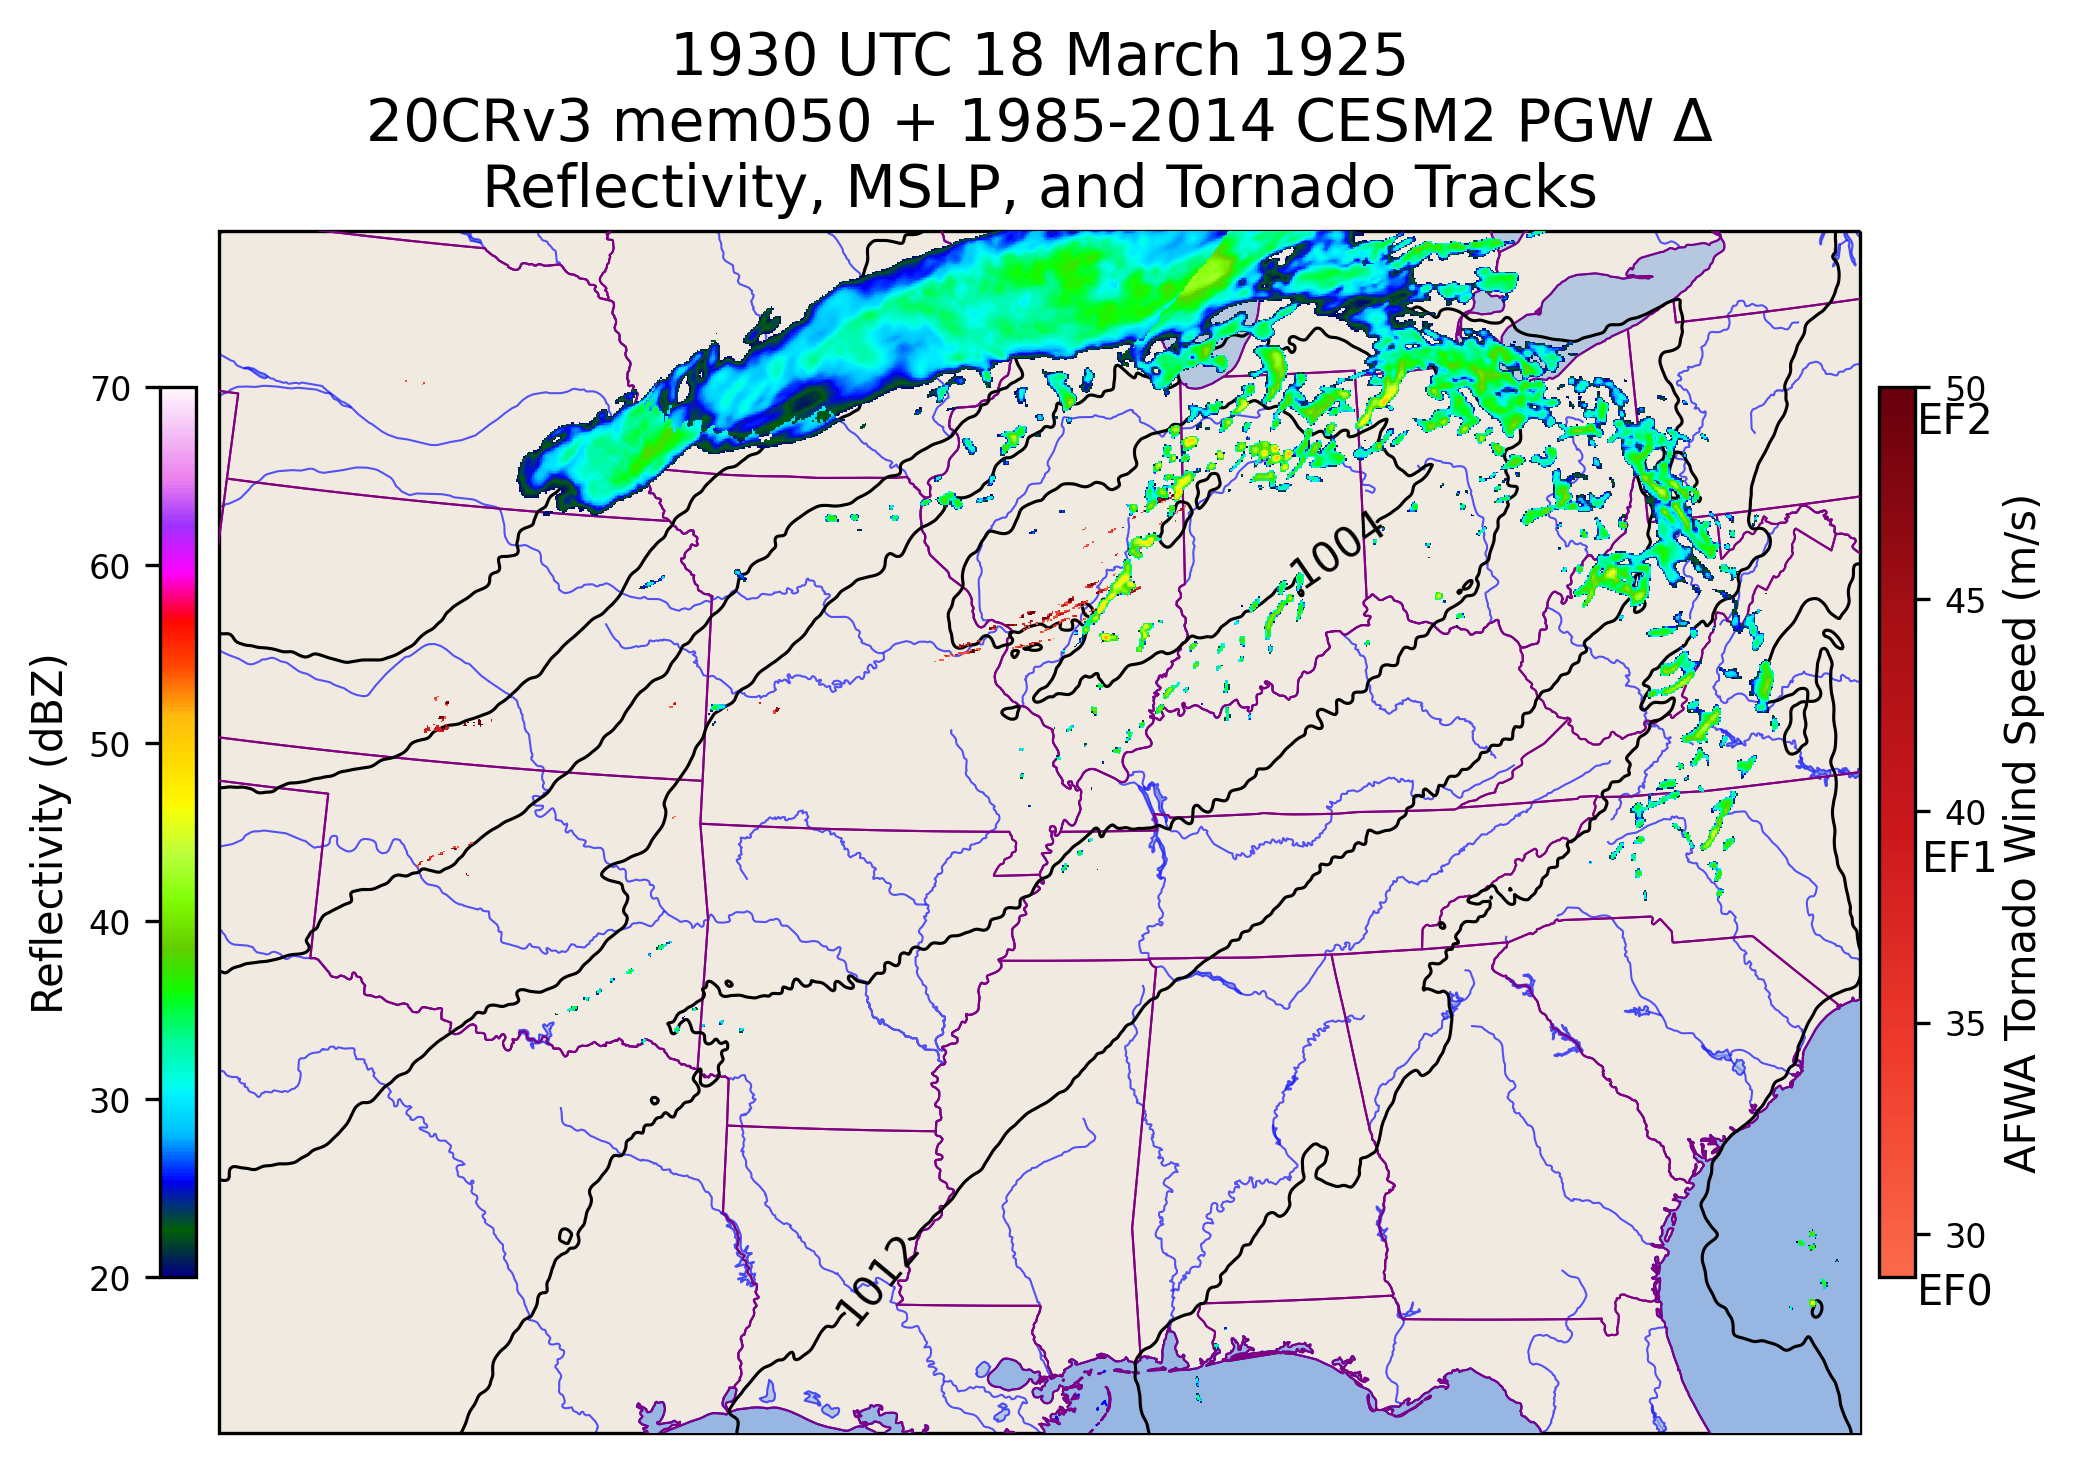 1930 UTC 18 March 1925
20CRv3 mem050 + 1985-2014 CESM2 PGW Δ
Reflectivity, MSLP, and Tornado Tracks
Reflectivity (dBZ)
70
60
50
40
30
20
1004
1012
50
EF2
45
40
EF1
35
30
EF0
AFWA Tornado Wind Speed (m/s)